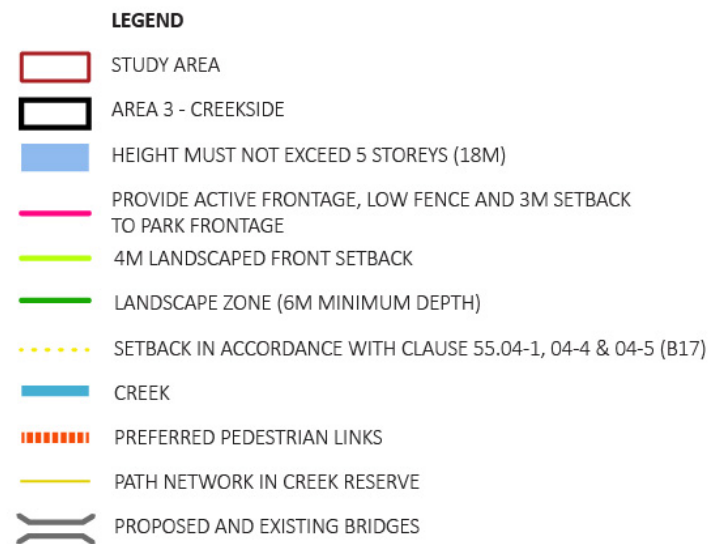 LEGEND
STUDY AREA
AREA 3 - CREEKSIDE
HEIGHT MUST NOT EXCEED 5 STOREYS (18M)
PROVIDE ACTIVE FRONTAGE, LOW FENCE AND 3M SETBACK
TO PARK FRONTAGE
4M LANDSCAPED FRONT SETBACK
LANDSCAPE ZONE (6M MINIMUM DEPTH)
SETBACK IN ACCORDANCE WITH CLAUSE 55.04-1, 04-4 & 04-5 (B17)
CREEK
PREFERRED PEDESTRIAN LINKS
PATH NETWORK IN CREEK RESERVE
PROPOSED AND EXISTING BRIDGES